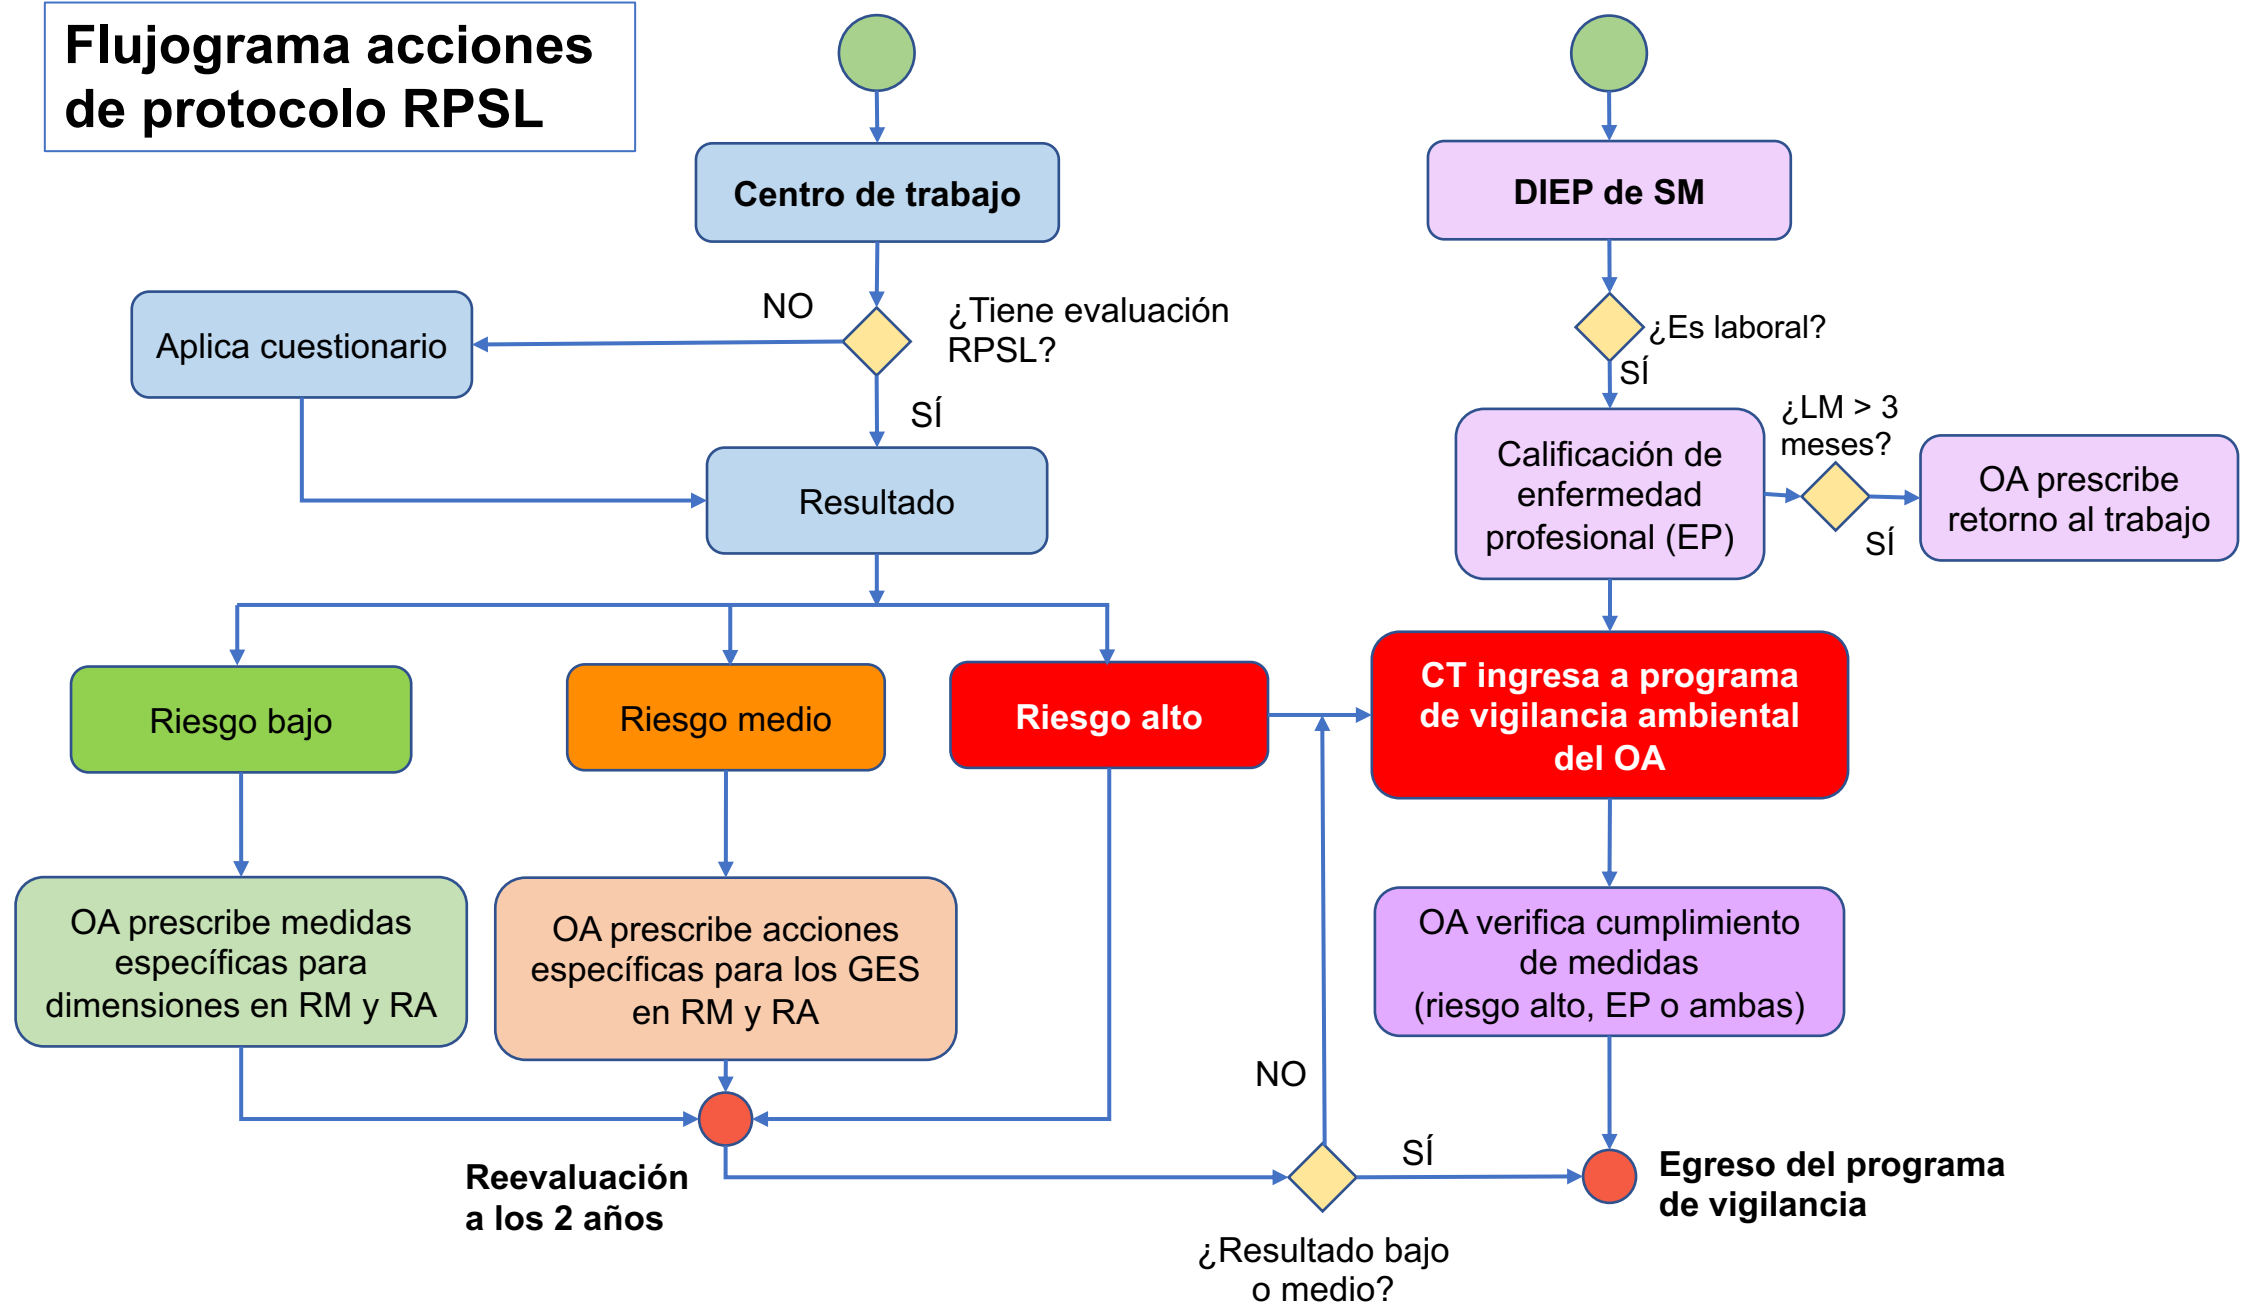 Flujograma acciones
de protocolo RPSL
Centro de trabajo
DIEP de SM
NO
¿Tiene evaluación
RPSL?
Aplica cuestionario
SÍ
¿Es laboral?
SÍ
Resultado
Calificación de
enfermedad
profesional (EP)
¿LM > 3
meses?
SÍ
OA prescribe
retorno al trabajo
Riesgo bajo
Riesgo medio
Riesgo alto
CT ingresa a programa
de vigilancia ambiental
del OA
OA prescribe medidas
específicas para
dimensiones en RM y RA
OA prescribe acciones
específicas para los GES
en RM y RA
OA verifica cumplimiento
de medidas
(riesgo alto, EP o ambas)
NO
SÍ
Reevaluación
a los 2 años
Egreso del programa
de vigilancia
¿Resultado bajo
o medio?